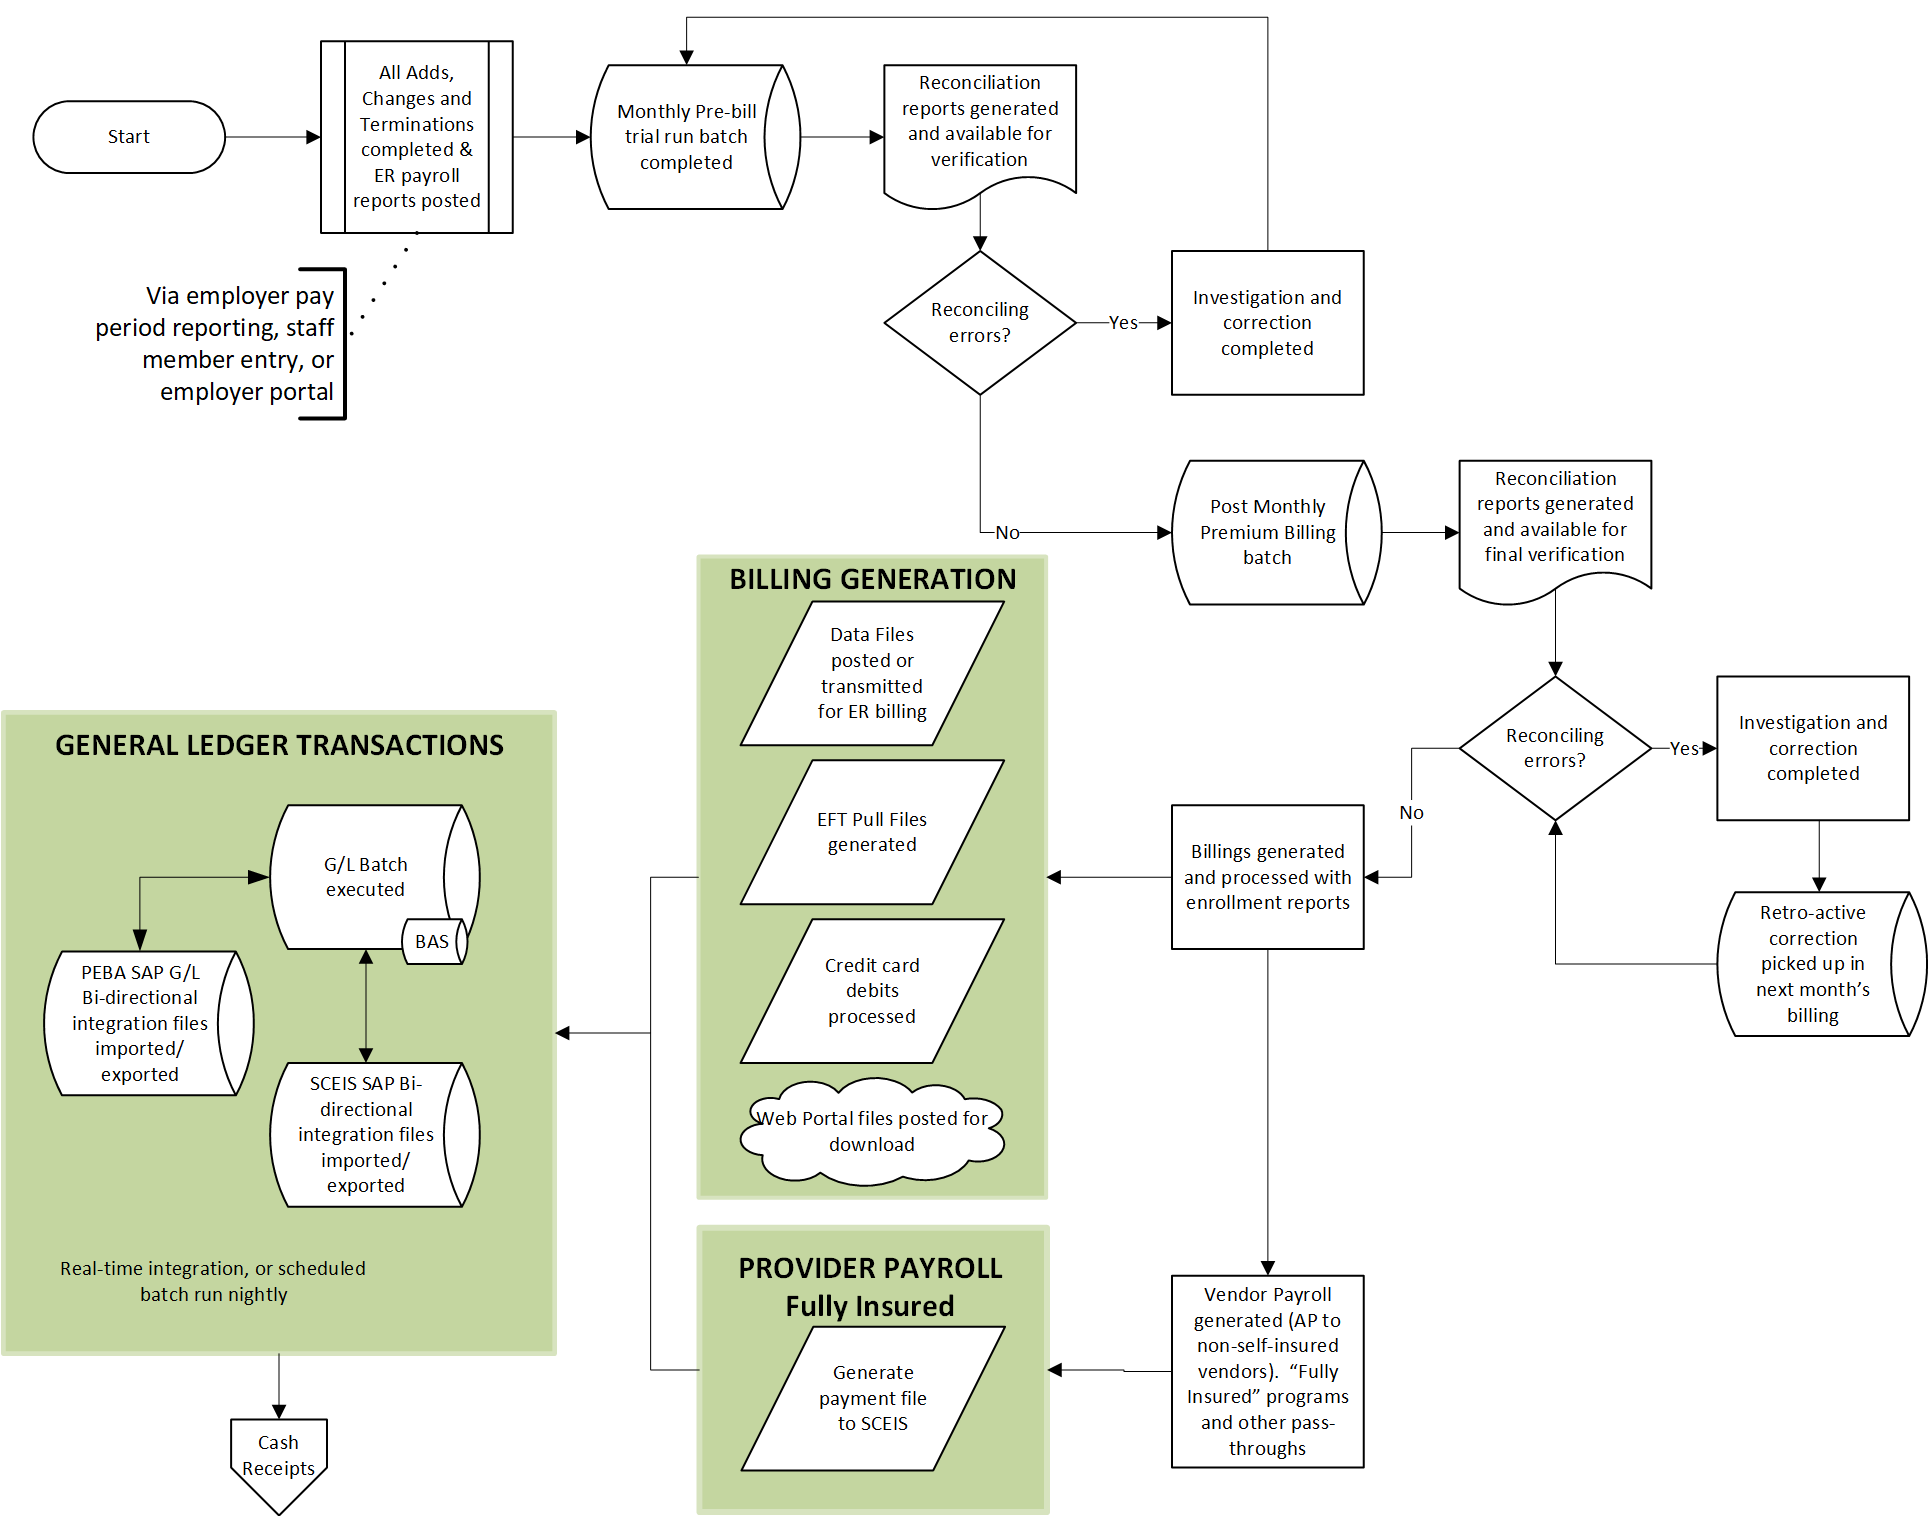 Start
All Adds,
Changes and
Terminations
completed &
ER payroll
reports posted
Via employer pay
period reporting, staff
member entry, or
employer portal
Monthly Pre-bill
trial run batch
completed
Reconciliation
reports generated
and available for
verification
Reconciling
errors?
Yes
Investigation and
correction
completed
No
Post Monthly
Premium Billing
batch
Reconciliation
reports generated
and available for
final verification
Reconciling
errors?
Yes
Investigation and
correction
completed
Retro-active
correction
picked up in
next month’s
billing
No
Billings generated
and processed with
enrollment reports
BILLING GENERATION
Data Files
posted or
transmitted
for ER billing
EFT Pull Files
generated
Credit card
debits
processed
Web Portal files posted for
download
Vendor Payroll
generated (AP to
non-self-insured
vendors).  “Fully
Insured” programs
and other pass-
throughs
PROVIDER PAYROLL
Fully Insured
Generate
payment file
to SCEIS
GENERAL LEDGER TRANSACTIONS
G/L Batch
executed
BAS
PEBA SAP G/L
Bi-directional
integration files
imported/
exported
SCEIS SAP Bi-
directional
integration files
imported/
exported
Real-time integration, or scheduled
batch run nightly
Cash
Receipts